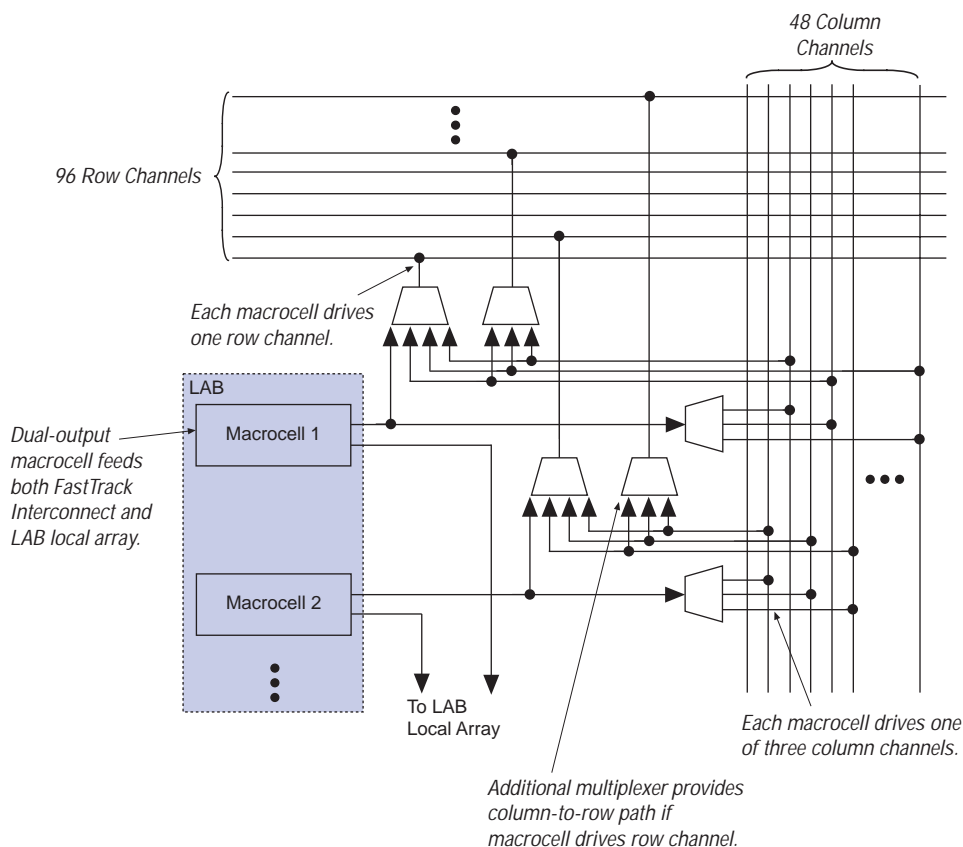 48 Column
Channels
96 Row Channels
Each macrocell drives
one row channel.
LAB
Macrocell 1
Dual-output
macrocell feeds
both FastTrack
Interconnect and
LAB local array.
Macrocell 2
To LAB
Local Array
Each macrocell drives one
of three column channels.
Additional multiplexer provides
column-to-row path if
macrocell drives row channel.